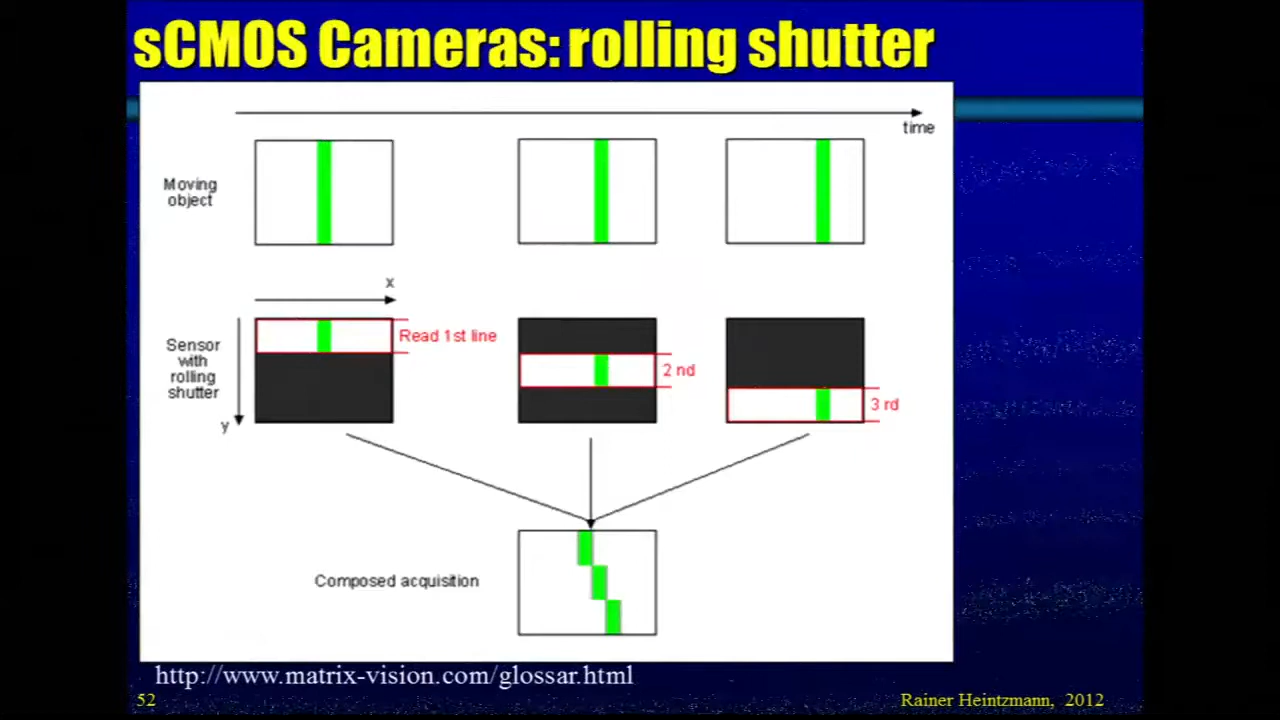 sCMOS Cameras: rolling shutter
time
Moving
object
x
Sensor
with
rolling
shutter
y
Read 1st line
2 nd
3 rd
Composed acquisition
http://www.matrix-vision.com/glossar.html
52
Rainer Heintzmann, 2012